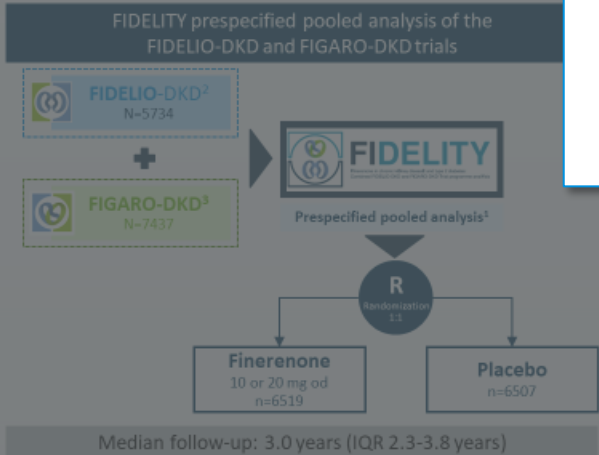 FIDELITY prespecified pooled analysis of the
FIDELIO-DKD and FIGARO-DKD trials
FIDELIO-DKD²
N=5734
FIGARO-DKD³
N=7437
FIDELITY
Prespecified pooled analysis¹
R
Randomization
1:1
Finerenone
10 or 20 mg od
n=6519
Placebo
n=6507
Median follow-up: 3.0 years (IQR 2.3-3.8 years)